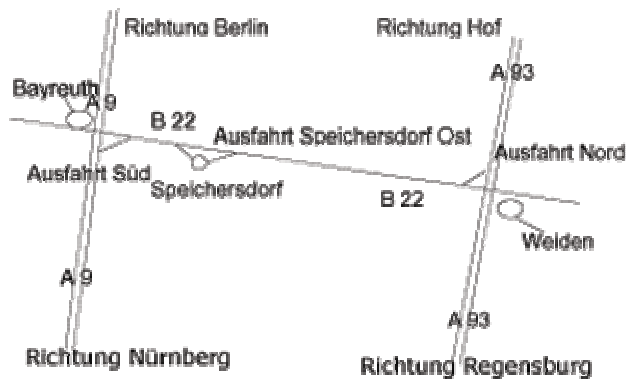 Richtung Berlin
Richtung Hof
A 93
Bayreuth
A 9
B 22
Ausfahrt Speichersdorf Ost
Ausfahrt Nord
Ausfahrt Süd
Speichersdorf
B 22
Weiden
A 9
A 93
Richtung Nürnberg
Richtung Regensburg